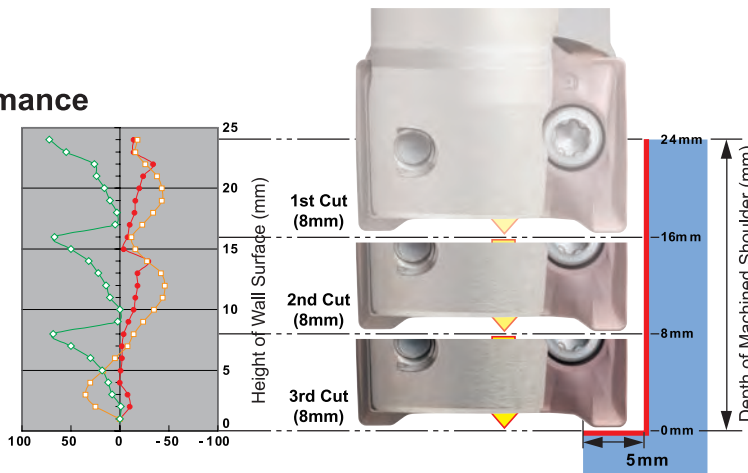 mance
25
20
15
10
5
0
100
50
0
- 50
- 100
Height of Wall Surface (mm)
1st Cut
(8mm)
2nd Cut
(8mm)
3rd Cut
(8mm)
24mm
16mm
8mm
0mm
5mm
Depth of Machined Shoulder (mm)